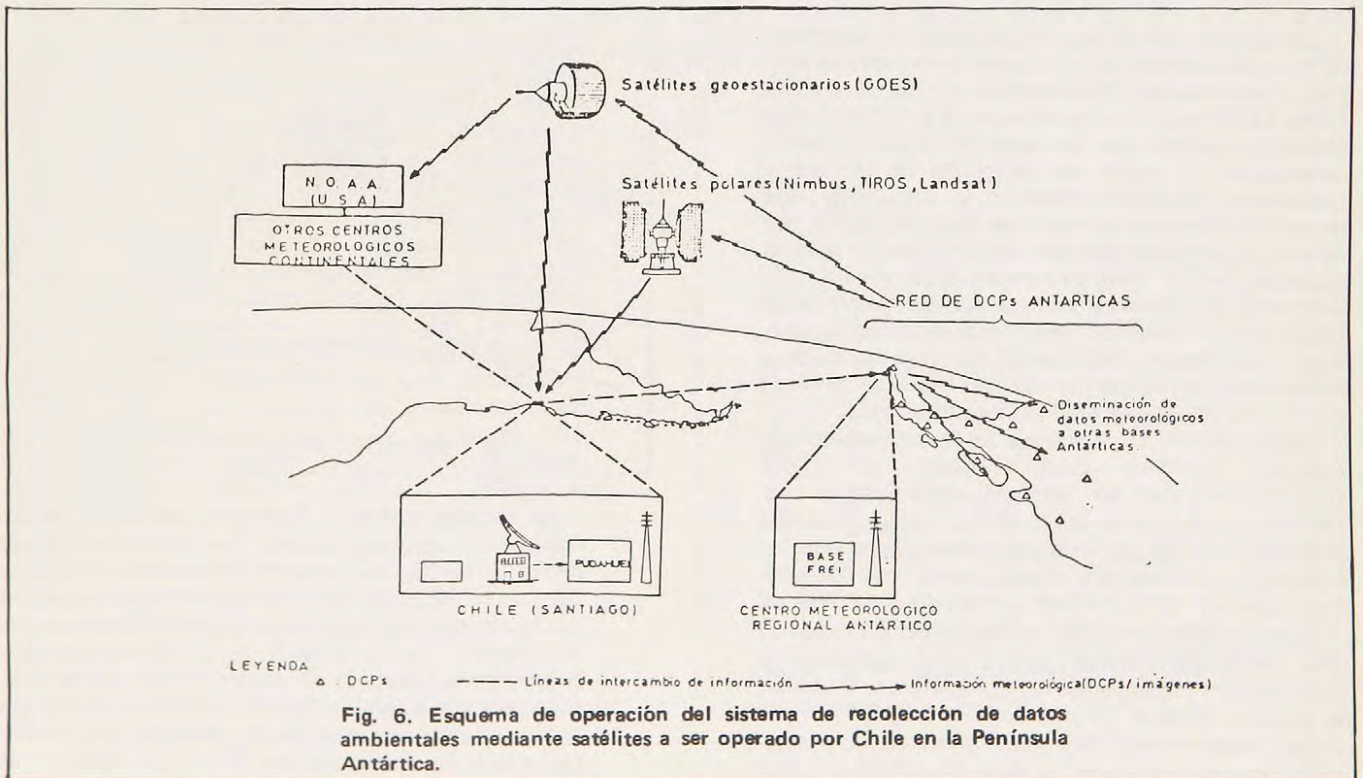 Satélites geoestacionarios (GOES)
N.O.A.A.
(U S A)
OTROS CENTROS
METEOROLOGICOS
CONTINENTALES
Satélites polares (Nimbus, TIROS, Landsat)
RED DE DCPs ANTARTICAS
Diseminación de
datos meteorológicos
a otras bases
Antárticas.
PUDAHUEL
CHILE (SANTIAGO)
BASE
FREI
CENTRO METEOROLOGICO
REGIONAL ANTARTICO
LEYENDA
: DCPs
Líneas de intercambio de información
Información meteorológica (DCPs/imágenes)
Fig. 6. Esquema de operación del sistema de recolección de datos
ambientales mediante satélites a ser operado por Chile en la Península
Antártica.